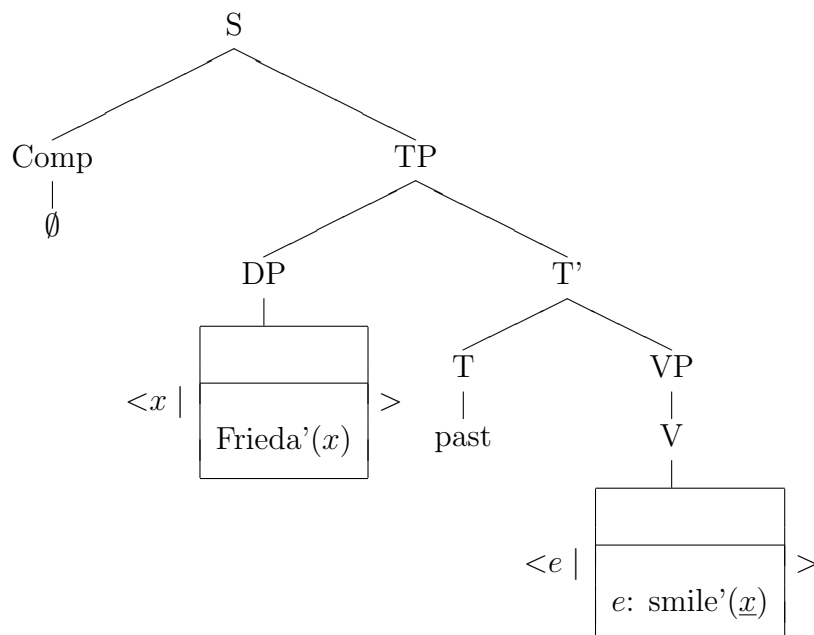 S
Comp TP
∅
DP T’
T VP
<x | >
past V
Frieda’(x)
<e | >
e: smile’(x)